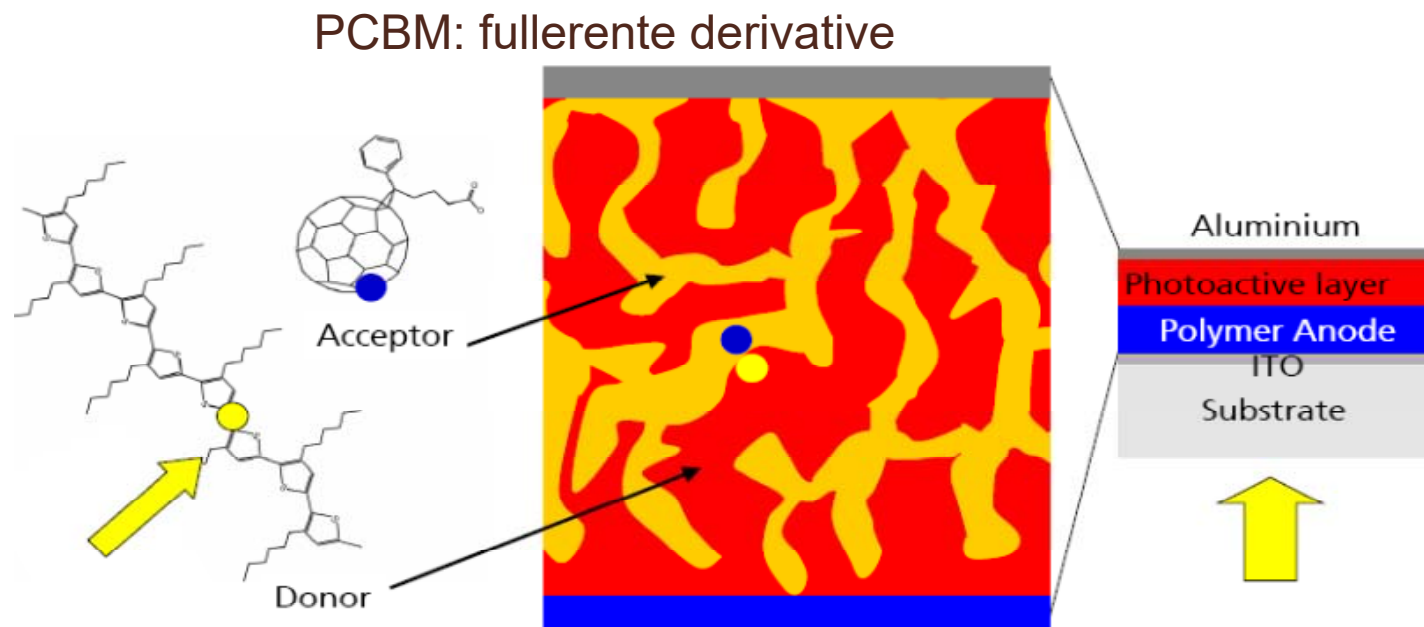 PCBM: fullerente derivative
Acceptor
Donor
Aluminium
Photoactive layer
Polymer Anode
ITO
Substrate